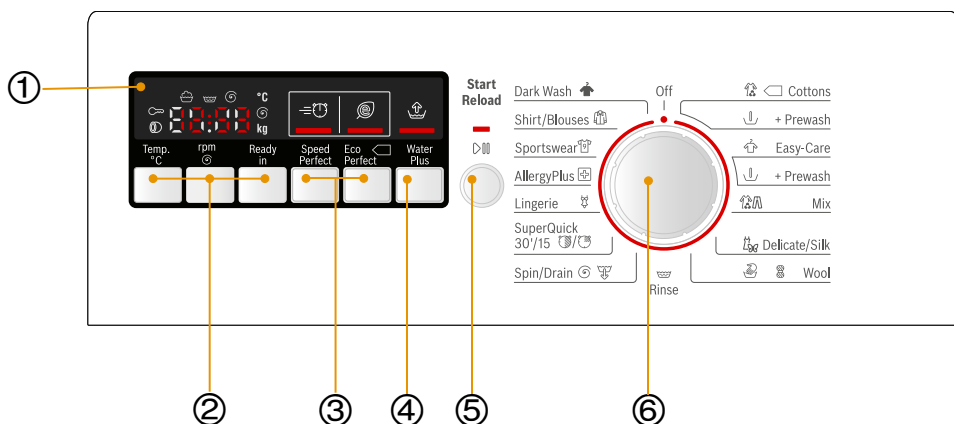 ①
°C
kg
Temp.
°C
rpm
Ready
in
Speed
Perfect
Eco
Perfect
Water
Plus
Start
Reload
Dark Wash
Shirt/Blouses
Sportswear
AllergyPlus
Lingerie
SuperQuick
30'/15
/
Spin/Drain
Off
Rinse
Cottons
+ Prewash
Easy-Care
+ Prewash
Mix
Delicate/Silk
Wool
② ③ ④ ⑤ ⑥